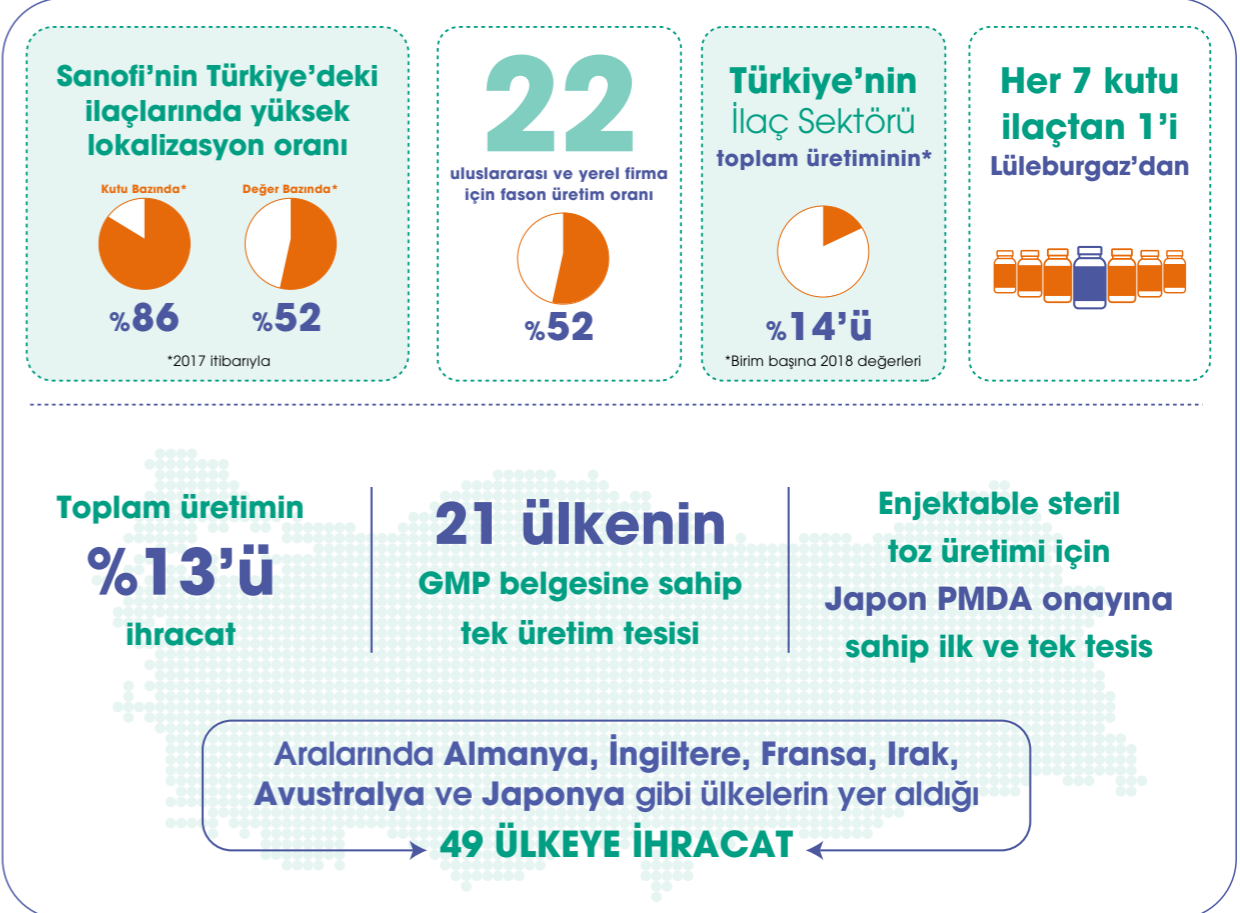 Sanofi’nin Türkiye’deki
ilaçlarında yüksek
lokalizasyon oranı
Kutu Bazında*
Değer Bazında*
%86
%52
*2017 itibarıyla
22
uluslararası ve yerel firma
için fason üretim oranı
%52
Türkiye’nin
İlaç Sektörü
toplam üretiminin*
%14’ü
*Birim başına 2018 değerleri
Her 7 kutu
ilaçtan 1’i
Lüleburgaz’dan
Toplam üretimin
%13’ü
ihracat
21 ülkenin
GMP belgesine sahip
tek üretim tesisi
Enjektable steril
toz üretimi için
Japon PMDA onayına
sahip ilk ve tek tesis
Aralarında Almanya, İngiltere, Fransa, Irak,
Avustralya ve Japonya gibi ülkelerin yer aldığı
49 ÜLKEYE İHRACAT